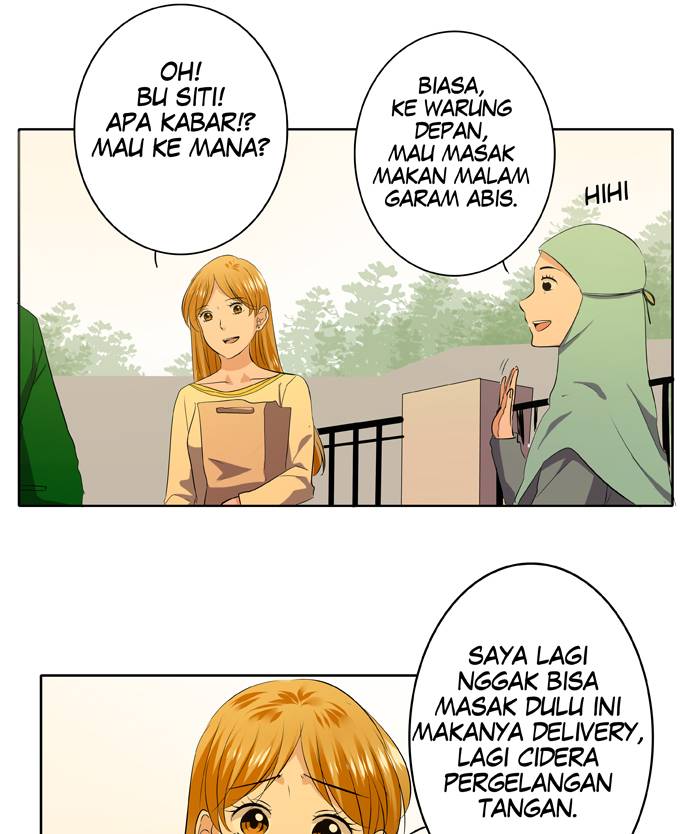 OH!
BU SITI!
APA KABAR!?
MAU KE MANA?
BIASA,
KE WARUNG
DEPAN,
MAU MASAK
MAKAN MALAM
GARAM ABIS.
HIHI
SAYA LAGI
NGGAK BISA
MASAK DULU INI
MAKANYA DELIVERY,
LAGI CIDERA
PERGELANGAN
TANGAN.